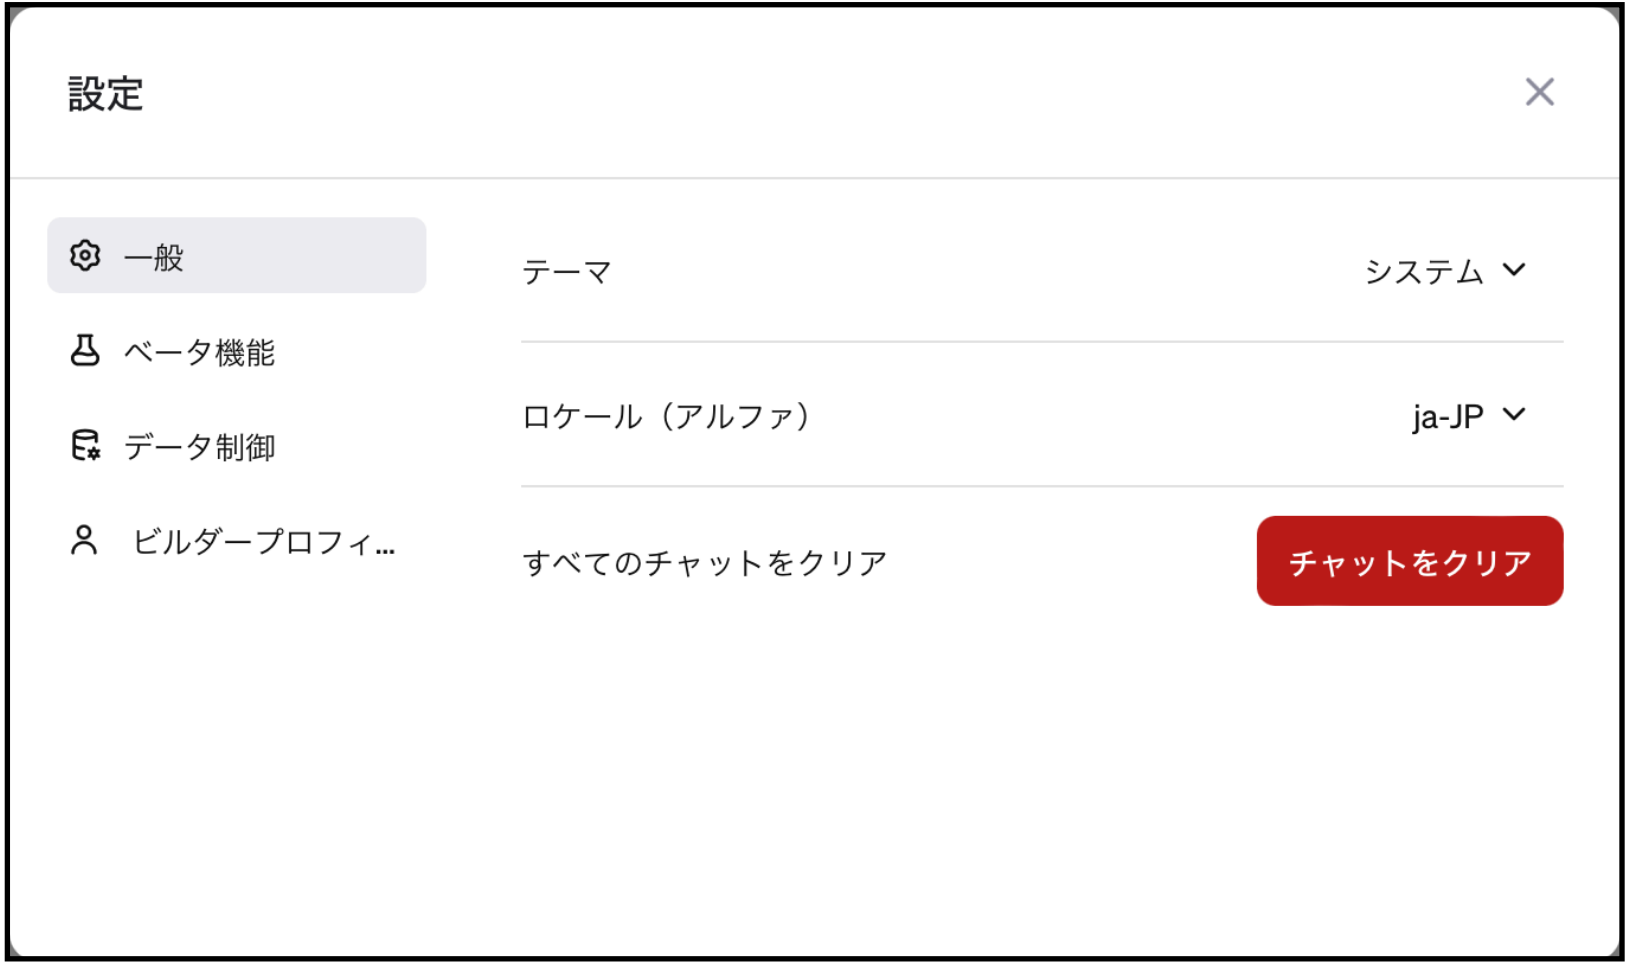 設定
一般
ベータ機能
データ制御
ビルダープロフィ...
テーマ
システム
ロケール（アルファ）
ja-JP
すべてのチャットをクリア
チャットをクリア